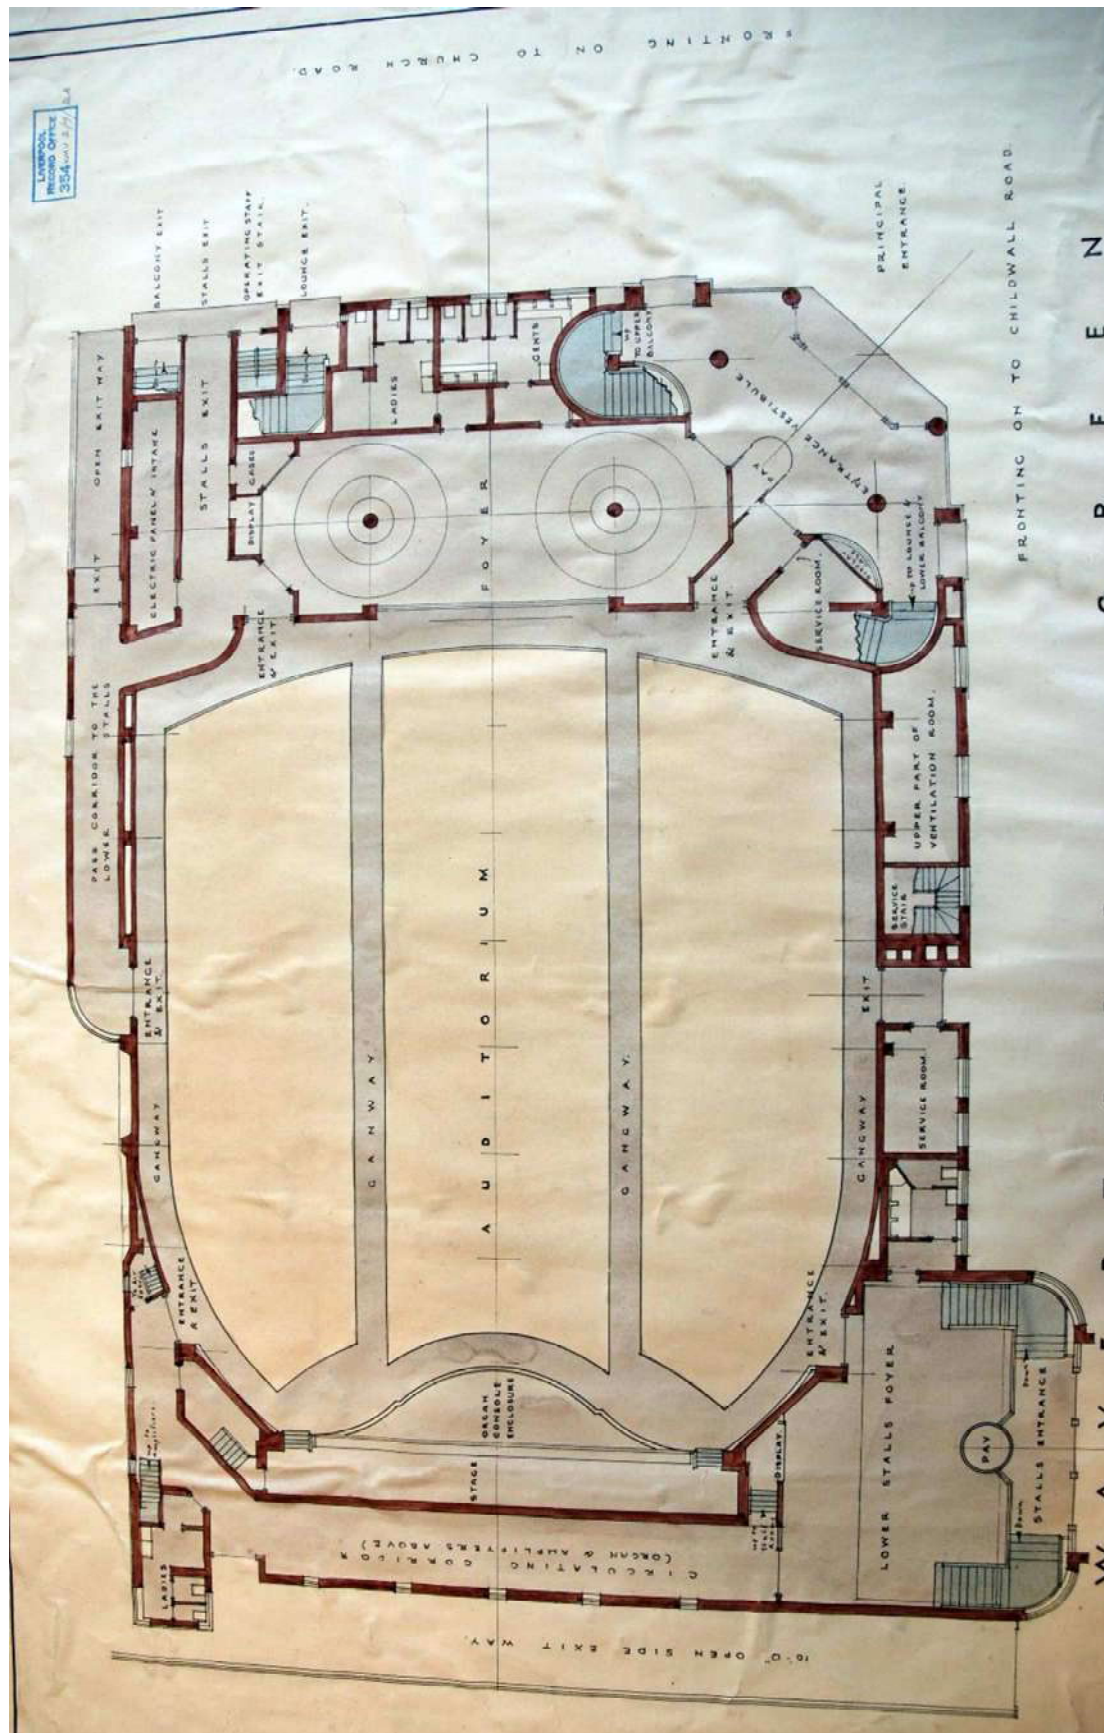 FRONTING ON TO CHURCH ROAD.
LIVERPOOL
RECORD OFFICE
BALCONY EXIT
STALLS EXIT
OPERATING STAFF
EXIT STAIR.
LOUNGE EXIT.
PRINCIPAL
ENTRANCE.
FRONTING ON TO CHILDWALL ROAD.
OPEN EXIT WAY
EXIT
ELECTRIC PANEL & INTAKE
STALLS EXIT
DISPLAY CASES
LADIES
GENTS
UP
TO UPPER
BALCONY
FOYER
ENTRANCE VESTIBULE
PAY
UP TO LOUNGE &
LOWER BALCONY
SERVICE ROOM.
ENTRANCE
& EXIT.
ENTRANCE
& EXIT.
PASS CORRIDOR TO THE
LOWER STALLS
UPPER PART OF
VENTILATION ROOM.
SERVICE
STAIR
ENTRANCE
& EXIT.
EXIT
GANGWAY
GANWAY.
AUDITORIUM
GANGWAY.
GANGWAY
SERVICE ROOM.
ENTRANCE
& EXIT
ENTRANCE
& EXIT.
ORGAN
CONSOLE
ENCLOSURE
STAGE
DISPLAY
up to
amplifiers.
LADIES
CIRCULATING CORRIDOR
(ORGAN & AMPLIFIERS ABOVE)
LOWER STALLS FOYER
PAY
Down
Down
STALLS ENTRANCE
10'.0" OPEN SIDE EXIT WAY.